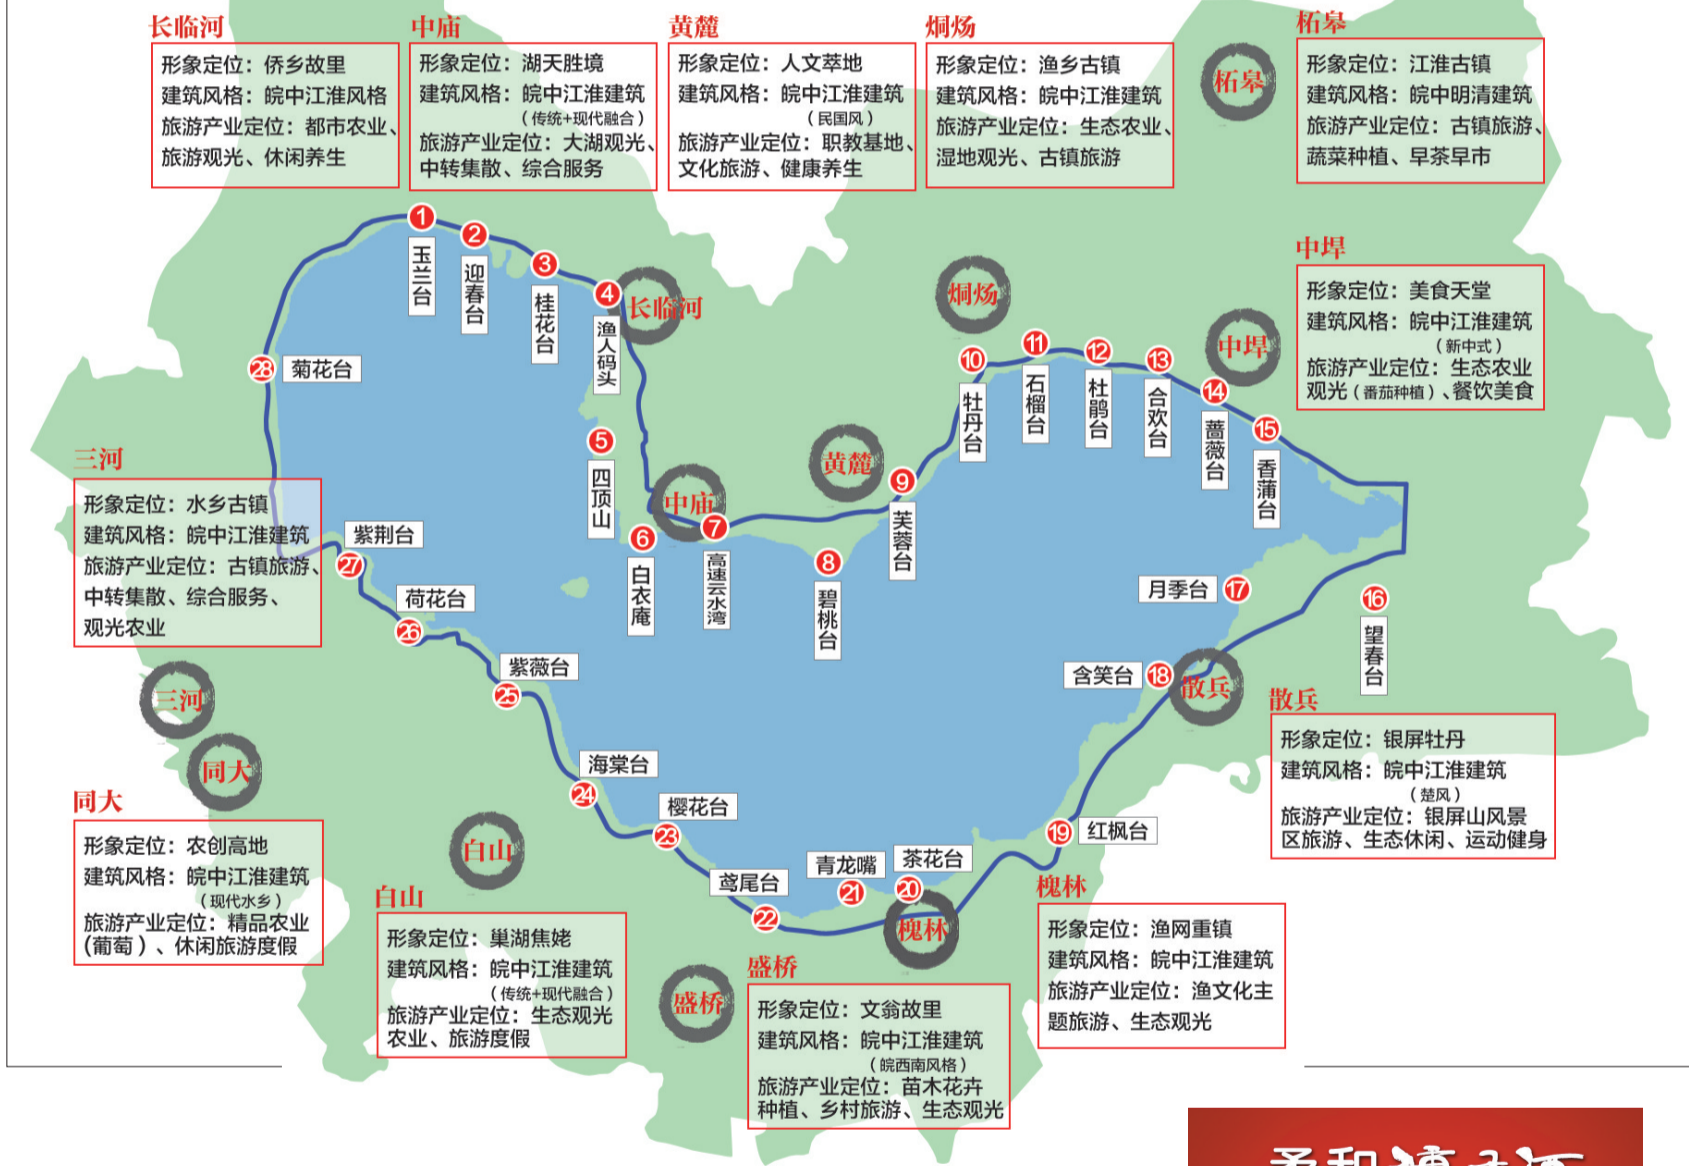 长临河
形象定位：侨乡故里
建筑风格：皖中江淮风格
旅游产业定位：都市农业、
旅游观光、休闲养生
中庙
形象定位：湖天胜境
建筑风格：皖中江淮建筑
（传统+现代融合）
旅游产业定位：大湖观光、
中转集散、综合服务
黄麓
形象定位：人文萃地
建筑风格：皖中江淮建筑
（民国风）
旅游产业定位：职教基地、
文化旅游、健康养生
烔炀
形象定位：渔乡古镇
建筑风格：皖中江淮建筑
旅游产业定位：生态农业、
湿地观光、古镇旅游
柘皋
柘皋
形象定位：江淮古镇
建筑风格：皖中明清建筑
旅游产业定位：古镇旅游、
蔬菜种植、早茶早市
中垾
形象定位：美食天堂
建筑风格：皖中江淮建筑
（新中式）
旅游产业定位：生态农业
观光（番茄种植）、餐饮美食
1
玉兰台
2
迎春台
3
桂花台
4
渔人码头
长临河
5
四顶山
6
白衣庵
中庙
7
高速云水湾
8
碧桃台
黄麓
9
芙蓉台
烔炀
10
牡丹台
11
石榴台
12
杜鹃台
13
合欢台
中垾
14
蔷薇台
15
香蒲台
16
望春台
月季台
17
含笑台
18
散兵
19
红枫台
茶花台
20
槐林
青龙嘴
21
鸢尾台
22
樱花台
23
海棠台
24
紫薇台
25
荷花台
26
紫荆台
27
28
菊花台
三河
形象定位：水乡古镇
建筑风格：皖中江淮建筑
旅游产业定位：古镇旅游、
中转集散、综合服务、
观光农业
三河
同大
同大
形象定位：农创高地
建筑风格：皖中江淮建筑
（现代水乡）
旅游产业定位：精品农业
(葡萄）、休闲旅游度假
白山
白山
形象定位：巢湖焦姥
建筑风格：皖中江淮建筑
（传统+现代融合）
旅游产业定位：生态观光
农业、旅游度假
盛桥
盛桥
形象定位：文翁故里
建筑风格：皖中江淮建筑
（皖西南风格）
旅游产业定位：苗木花卉
种植、乡村旅游、生态观光
槐林
形象定位：渔网重镇
建筑风格：皖中江淮建筑
旅游产业定位：渔文化主
题旅游、生态观光
散兵
形象定位：银屏牡丹
建筑风格：皖中江淮建筑
（楚风）
旅游产业定位：银屏山风景
区旅游、生态休闲、运动健身